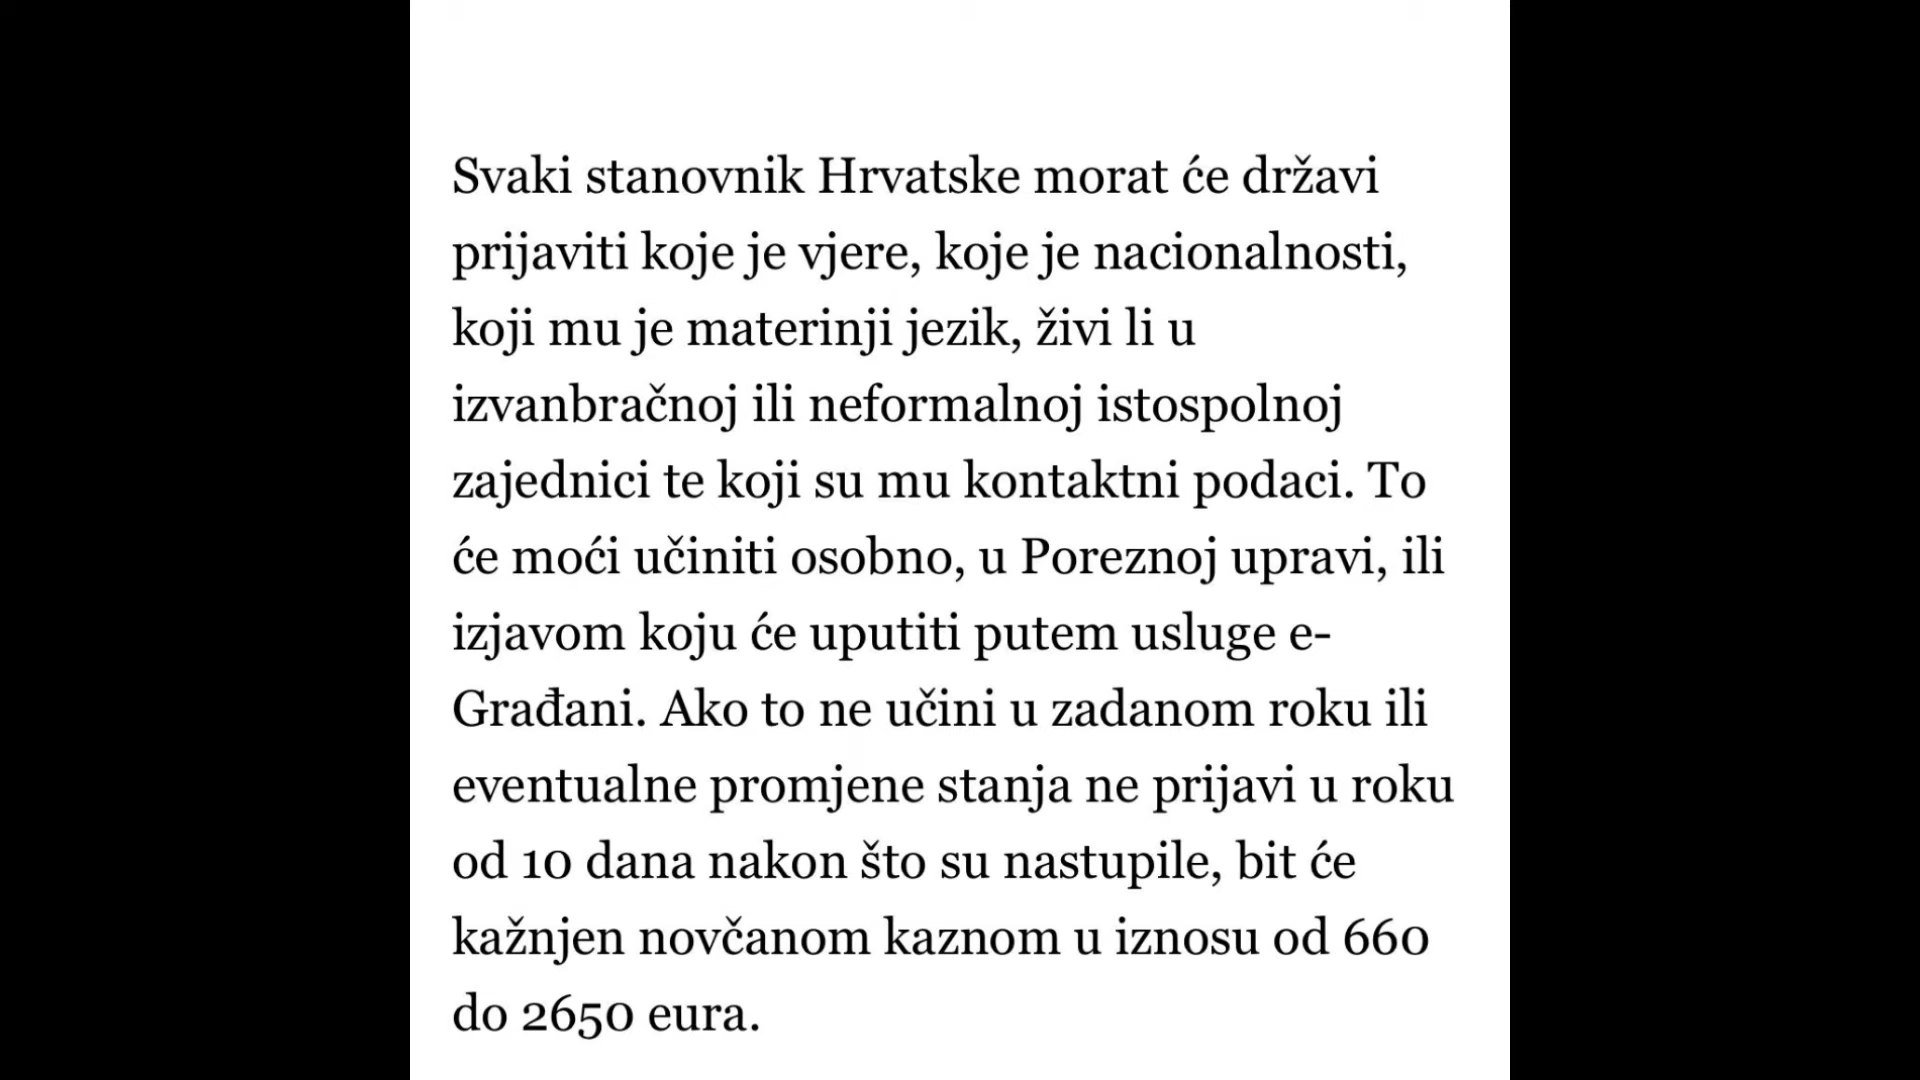 Svaki stanovnik Hrvatske morat će državi
prijaviti koje je vjere, koje je nacionalnosti,
koji mu je materinji jezik, živi li u
izvanbračnoj ili neformalnoj istospolnoj
zajednici te koji su mu kontaktni podaci. To
će moći učiniti osobno, u Poreznoj upravi, ili
izjavom koju će uputiti putem usluge e-
Građani. Ako to ne učini u zadanom roku ili
eventualne promjene stanja ne prijavi u roku
od 10 dana nakon što su nastupile, bit će
kažnjen novčanom kaznom u iznosu od 660
do 2650 eura.